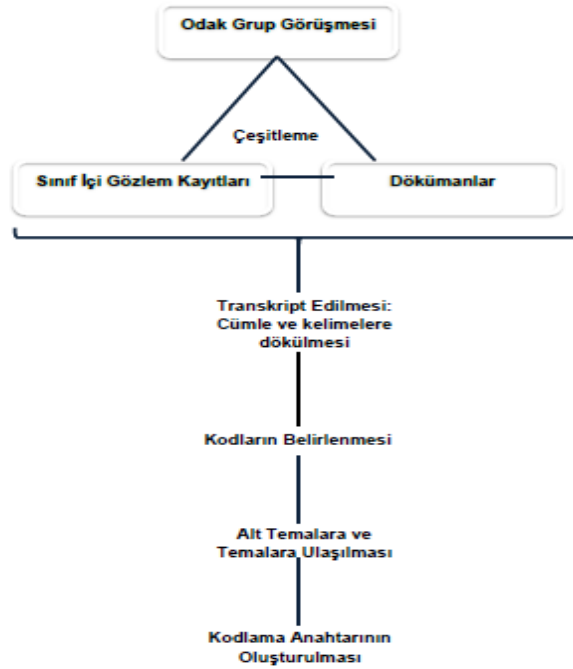 Odak Grup Görüşmesi
Çeşitleme
Sınıf İçi Gözlem Kayıtları
Dökümanlar
Transkript Edilmesi:
Cümle ve kelimelere
dökülmesi
Kodların Belirlenmesi
Alt Temalara ve
Temalara Ulaşılması
Kodlama Anahtarının
Oluşturulması